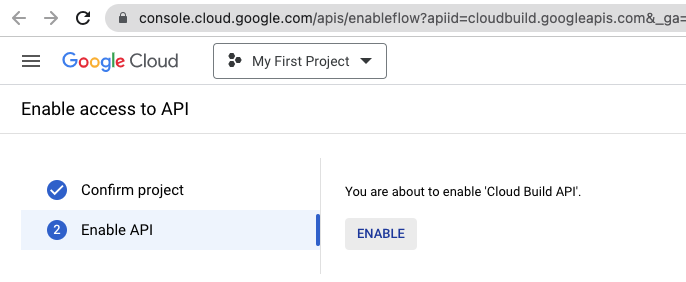 console.cloud.google.com/apis/enableflow?apiid=cloudbuild.googleapis.com&_ga=
Google Cloud
My First Project
Enable access to API
Confirm project
You are about to enable 'Cloud Build API'.
2 Enable API
ENABLE